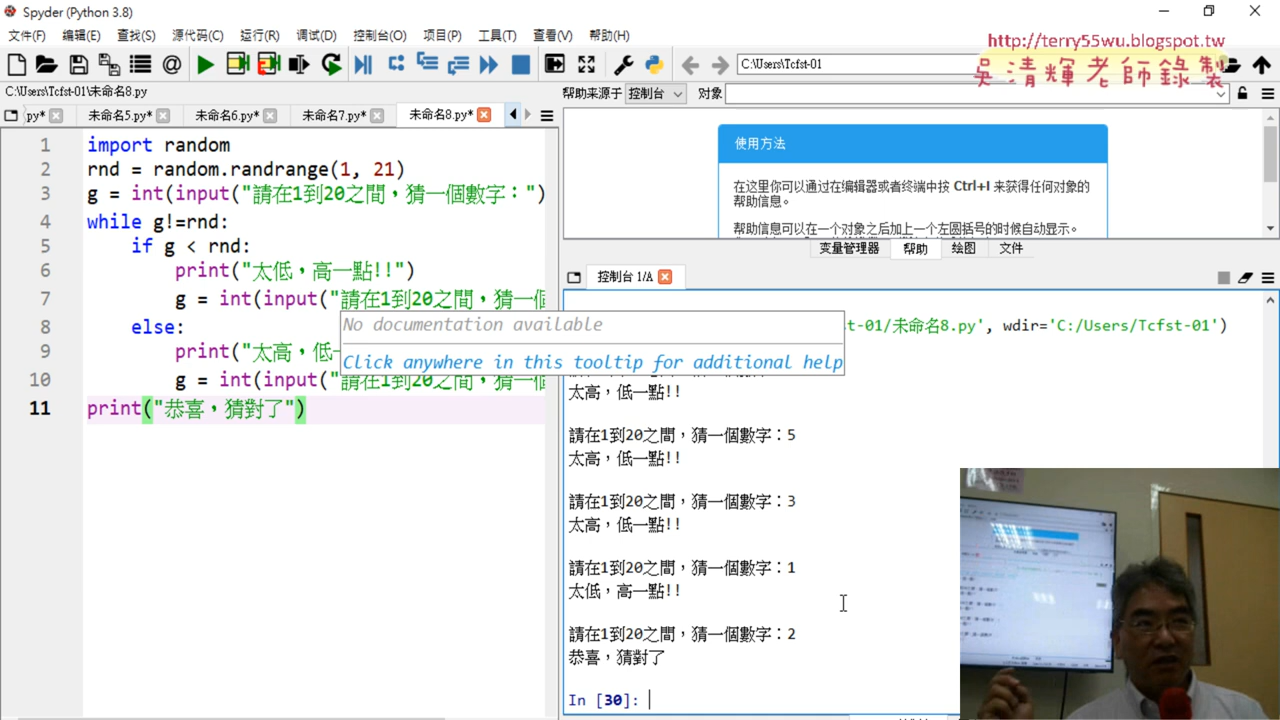 Spyder (Python 3.8)
文件(F) 编辑(E) 查找(S) 源代码(C) 运行(R) 调试(D) 控制台(O) 项目(P) 工具(T) 查看(V) 帮助(H)
http://terry55wu.blogspot.tw
吳清輝老師錄製
C:\Users\Tcfst-01
C:\Users\Tcfst-01\未命名8.py
帮助来源于 控制台 对象
py* 未命名5.py* 未命名6.py* 未命名7.py* 未命名8.py*
1 import random
2 rnd = random.randrange(1, 21)
3 g = int(input("請在1到20之間，猜一個數字：")
4 while g!=rnd:
5 if g < rnd:
6 print("太低，高一點!!")
7 g = int(input("請在1到20之間，猜一個
8 else:
9 print("太高，低一
10 g = int(input("請在1到20之間，猜一個
11 print("恭喜，猜對了")
No documentation available
Click anywhere in this tooltip for additional help
使用方法
在这里你可以通过在编辑器或者终端中按 Ctrl+I 来获得任何对象的
帮助信息。
帮助信息可以在一个对象之后加上一个左圆括号的时候自动显示。
变量管理器 帮助 绘图 文件
控制台 1/A
st-01/未命名8.py', wdir='C:/Users/Tcfst-01')
太高，低一點!!
請在1到20之間，猜一個數字：5
太高，低一點!!
請在1到20之間，猜一個數字：3
太高，低一點!!
請在1到20之間，猜一個數字：1
太低，高一點!!
請在1到20之間，猜一個數字：2
恭喜，猜對了
In [30]: